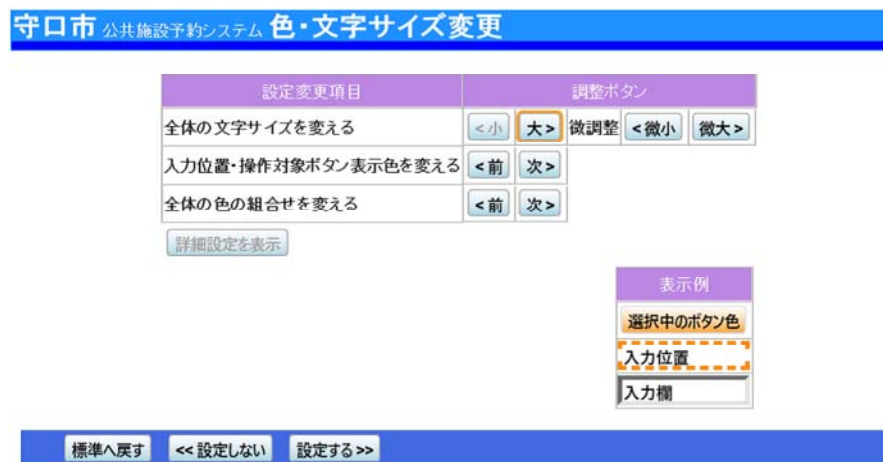 守口市 公共施設予約システム 色・文字サイズ変更
設定変更項目 調整ボタン
全体の文字サイズを変える <小 大> 微調整 <微小 微大>
入力位置・操作対象ボタン表示色を変える <前 次>
全体の色の組合せを変える <前 次>
詳細設定を表示
表示例
選択中のボタン色
入力位置
入力欄
標準へ戻す <<設定しない 設定する>>